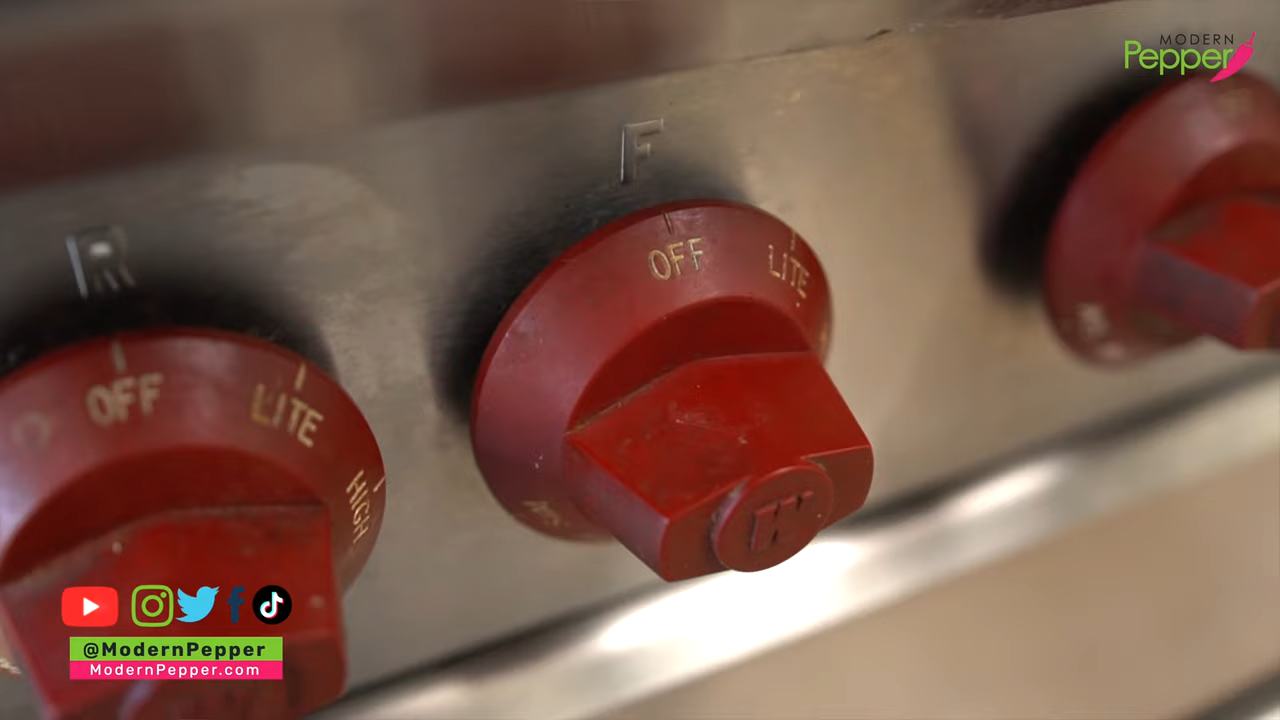 MODERN
Pepper
F
R
OFF
LITE
OFF
LITE
HIGH
@ModernPepper
ModernPepper.com